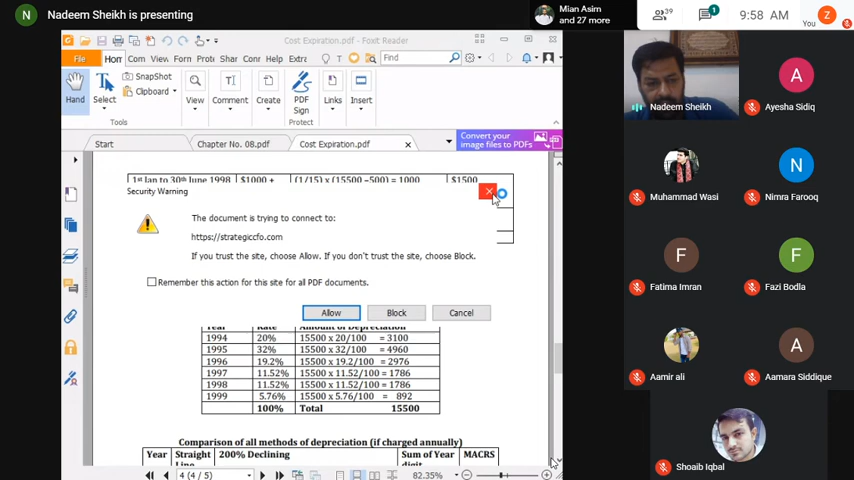 N Nadeem Sheikh is presenting
Mian Asim
and 27 more
39
1
9:58 AM
You
Z
Cost Expiration.pdf - Foxit Reader
File Hom Com View Form Protect Share Connect Help Extra
Find
Hand
Select
SnapShot
Clipboard
View
Comment
Create
PDF
Sign
Links
Insert
Tools
Protect
Start
Chapter No. 08.pdf
Cost Expiration.pdf
Convert your
image files to PDFs
1st Jan to 30th June 1998 $1000 + (1/15) x (15500 –500) = 1000 $1500
Security Warning
The document is trying to connect to:
https://strategiccfo.com
If you trust the site, choose Allow. If you don't trust the site, choose Block.
Remember this action for this site for all PDF documents.
Allow
Block
Cancel
Year Rate Amount of Depreciation
1994 20% 15500 x 20/100 = 3100
1995 32% 15500 x 32/100 = 4960
1996 19.2% 15500 x 19.2/100 = 2976
1997 11.52% 15500 x 11.52/100 = 1786
1998 11.52% 15500 x 11.52/100 = 1786
1999 5.76% 15500 x 5.76/100 = 892
100% Total 15500
Comparison of all methods of depreciation (if charged annually)
Year Straight 200% Declining Sum of Year MACRS
Line digit
4 (4 / 5)
82.35%
Nadeem Sheikh
A
Ayesha Sidiq
Muhammad Wasi
N
Nimra Farooq
F
Fatima Imran
F
Fazi Bodla
Aamir ali
A
Aamara Siddique
Shoaib Iqbal